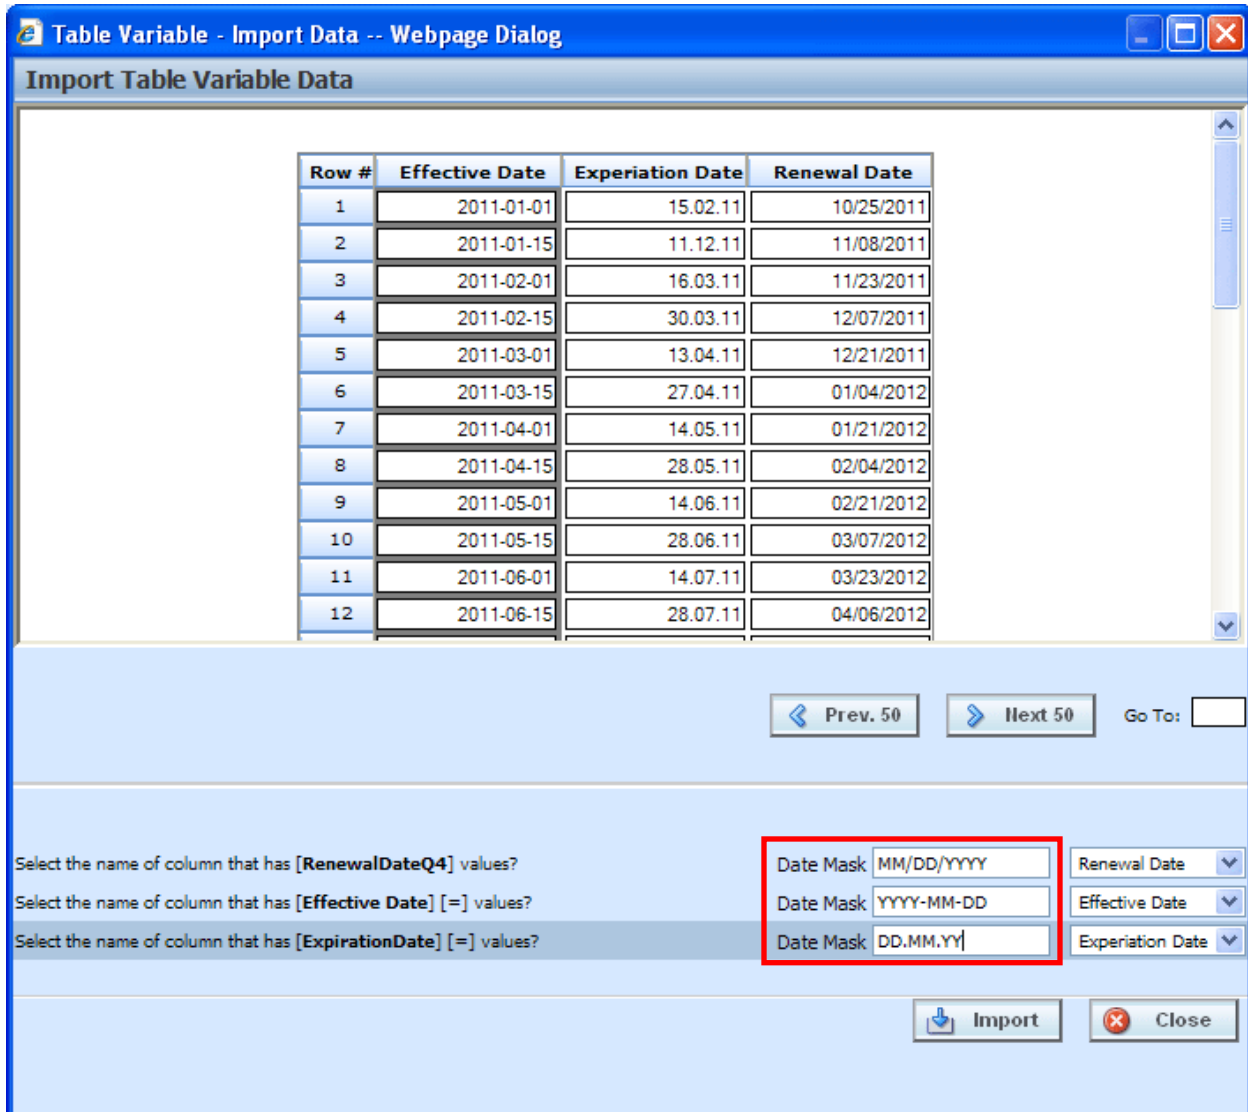 Table Variable - Import Data -- Webpage Dialog
Import Table Variable Data
Row # Effective Date Experiation Date Renewal Date
1 2011-01-01 15.02.11 10/25/2011
2 2011-01-15 11.12.11 11/08/2011
3 2011-02-01 16.03.11 11/23/2011
4 2011-02-15 30.03.11 12/07/2011
5 2011-03-01 13.04.11 12/21/2011
6 2011-03-15 27.04.11 01/04/2012
7 2011-04-01 14.05.11 01/21/2012
8 2011-04-15 28.05.11 02/04/2012
9 2011-05-01 14.06.11 02/21/2012
10 2011-05-15 28.06.11 03/07/2012
11 2011-06-01 14.07.11 03/23/2012
12 2011-06-15 28.07.11 04/06/2012
Prev. 50 Next 50 Go To:
Select the name of column that has [RenewalDateQ4] values? Date Mask MM/DD/YYYY Renewal Date
Select the name of column that has [Effective Date] [=] values? Date Mask YYYY-MM-DD Effective Date
Select the name of column that has [ExpirationDate] [=] values? Date Mask DD.MM.YY Experiation Date
Import Close